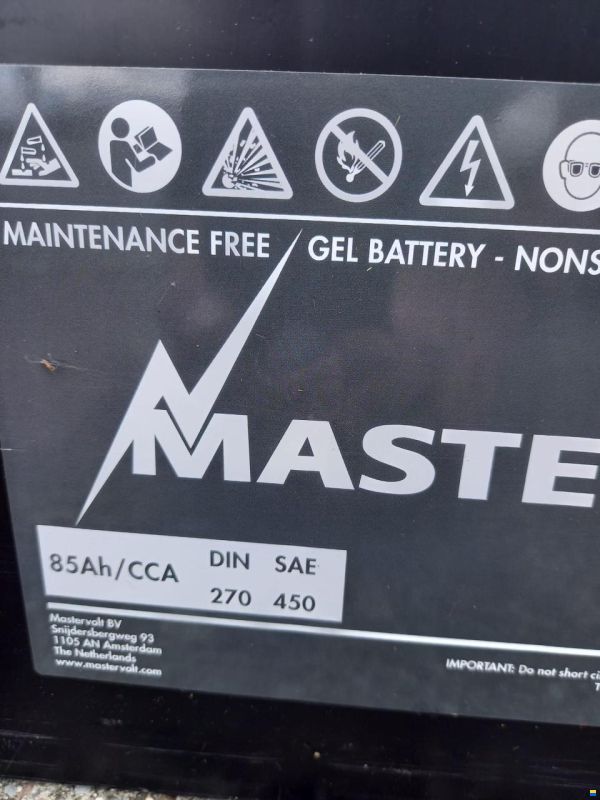 MAINTENANCE FREE
GEL BATTERY - NONS
MASTE
85Ah/CCA DIN SAE
270 450
Mastervolt BV
Snijdersbergweg 93
1105 AN Amsterdam
The Netherlands
www.mastervolt.com
IMPORTANT: Do not short ci
T